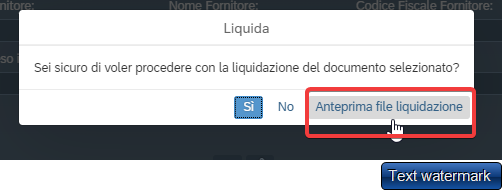 Nome Fornitore:
Codice Fiscale Fornitore:
Liquida
Sei sicuro di voler procedere con la liquidazione del documento selezionato?
Sì No Anteprima file liquidazione
Text watermark